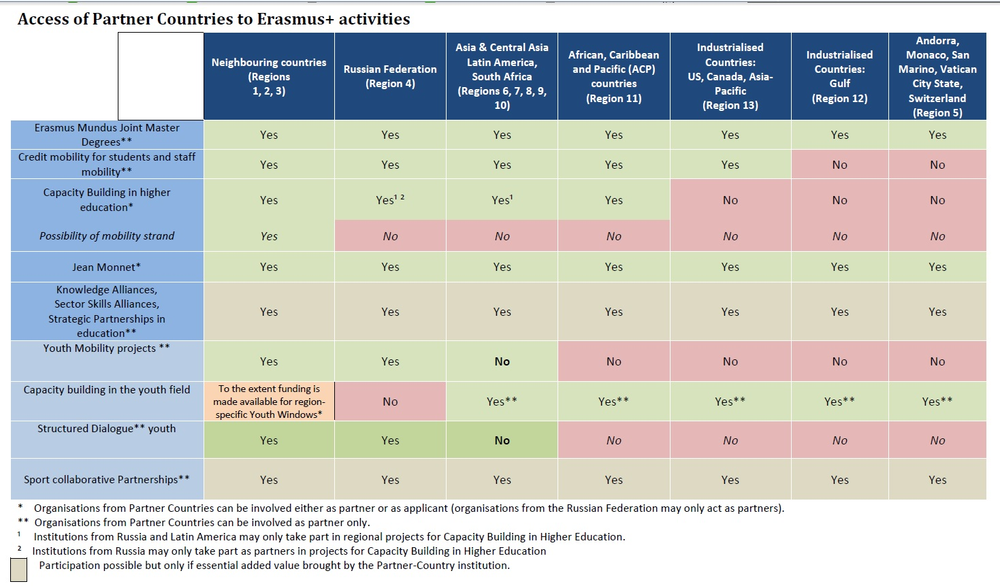 Access of Partner Countries to Erasmus+ activities
Neighbouring countries
(Regions
1, 2, 3)
Russian Federation
(Region 4)
Asia & Central Asia
Latin America,
South Africa
(Regions 6, 7, 8, 9,
10)
African, Caribbean
and Pacific (ACP)
countries
(Region 11)
Industrialised
Countries:
US, Canada, Asia-
Pacific
(Region 13)
Industrialised
Countries:
Gulf
(Region 12)
Andorra,
Monaco, San
Marino, Vatican
City State,
Switzerland
(Region 5)
Erasmus Mundus Joint Master
Degrees**
Yes
Yes
Yes
Yes
Yes
Yes
Yes
Credit mobility for students and staff
mobility**
Yes
Yes
Yes
Yes
Yes
No
No
Capacity Building in higher
education*
Yes
Yes¹ ²
Yes¹
Yes
No
No
No
Possibility of mobility strand
Yes
No
No
No
No
No
No
Jean Monnet*
Yes
Yes
Yes
Yes
Yes
Yes
Yes
Knowledge Alliances,
Sector Skills Alliances,
Strategic Partnerships in
education**
Yes
Yes
Yes
Yes
Yes
Yes
Yes
Youth Mobility projects **
Yes
Yes
No
No
No
No
No
Capacity building in the youth field
To the extent funding is
made available for region-
specific Youth Windows*
No
Yes**
Yes**
Yes**
Yes**
Yes**
Structured Dialogue** youth
Yes
Yes
No
No
No
No
No
Sport collaborative Partnerships**
Yes
Yes
Yes
Yes
Yes
Yes
Yes
* Organisations from Partner Countries can be involved either as partner or as applicant (organisations from the Russian Federation may only act as partners).
** Organisations from Partner Countries can be involved as partner only.
¹ Institutions from Russia and Latin America may only take part in regional projects for Capacity Building in Higher Education.
² Institutions from Russia may only take part as partners in projects for Capacity Building in Higher Education
Participation possible but only if essential added value brought by the Partner-Country institution.